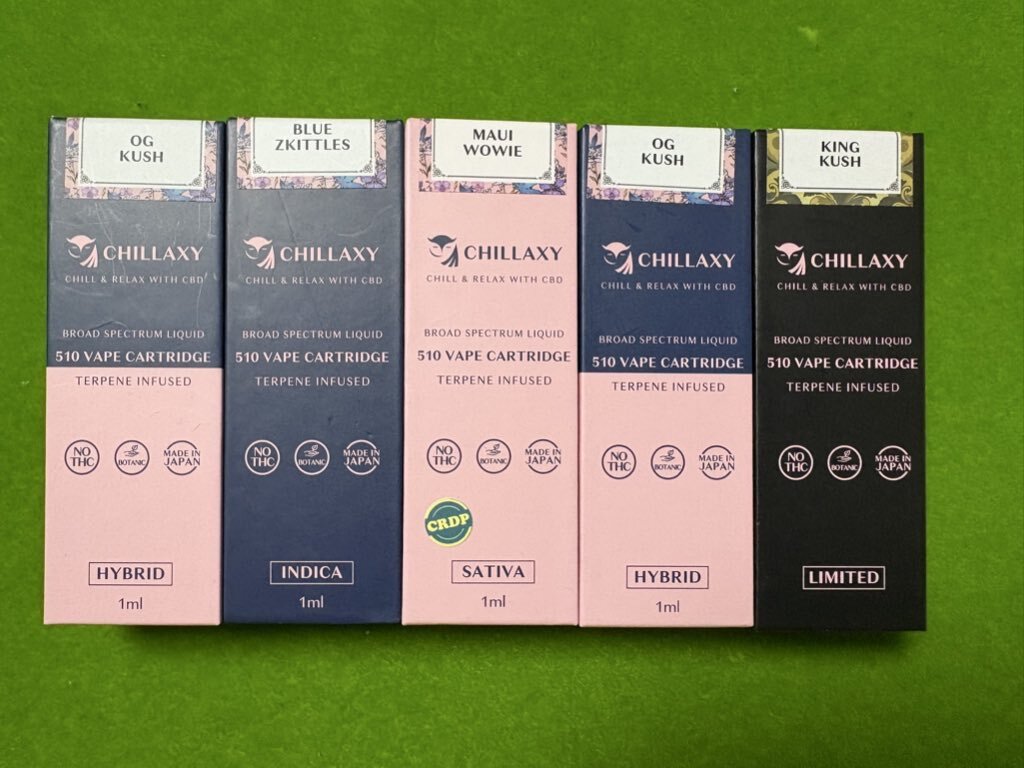 OG
KUSH
CHILLAXY
CHILL & RELAX WITH CBD
BROAD SPECTRUM LIQUID
510 VAPE CARTRIDGE
TERPENE INFUSED
NO
THC
BOTANIC
MADE IN
JAPAN
HYBRID
1ml
BLUE
ZKITTLES
CHILLAXY
CHILL & RELAX WITH CBD
BROAD SPECTRUM LIQUID
510 VAPE CARTRIDGE
TERPENE INFUSED
NO
THC
BOTANIC
MADE IN
JAPAN
INDICA
1ml
MAUI
WOWIE
CHILLAXY
CHILL & RELAX WITH CBD
BROAD SPECTRUM LIQUID
510 VAPE CARTRIDGE
TERPENE INFUSED
NO
THC
BOTANIC
MADE IN
JAPAN
CRDP
SATIVA
1ml
OG
KUSH
CHILLAXY
CHILL & RELAX WITH CBD
BROAD SPECTRUM LIQUID
510 VAPE CARTRIDGE
TERPENE INFUSED
NO
THC
BOTANIC
MADE IN
JAPAN
HYBRID
1ml
KING
KUSH
CHILLAXY
CHILL & RELAX WITH CBD
BROAD SPECTRUM LIQUID
510 VAPE CARTRIDGE
TERPENE INFUSED
NO
THC
BOTANIC
MADE IN
JAPAN
LIMITED